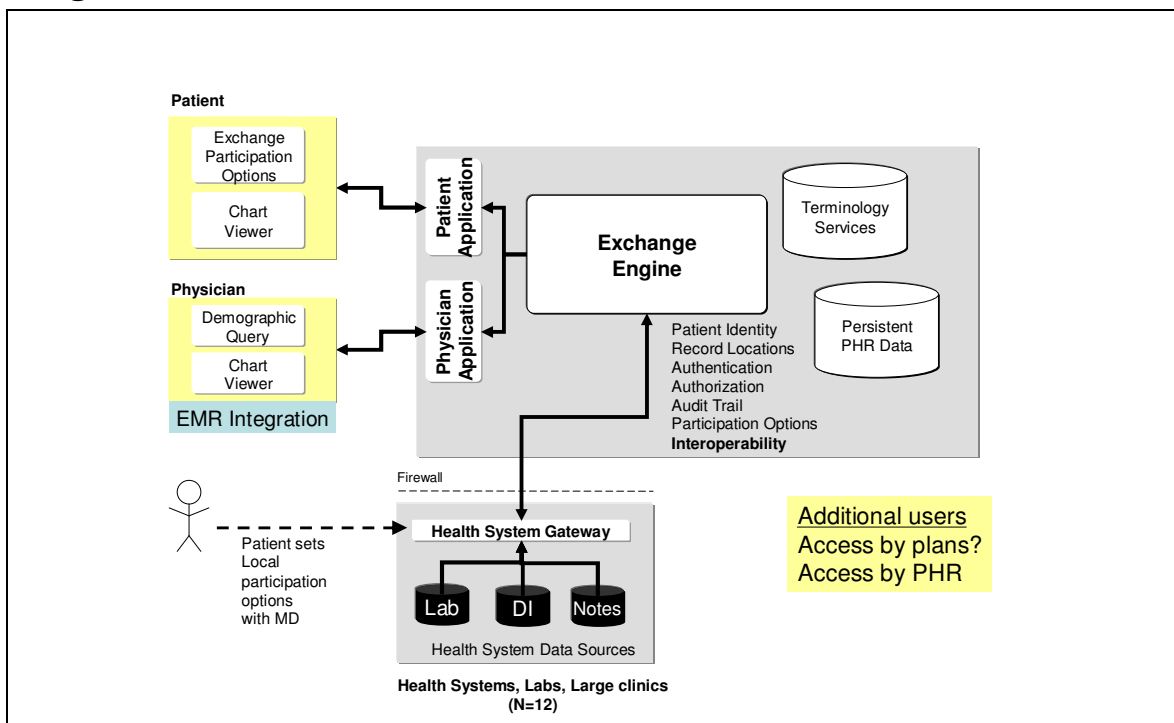 Patient
Exchange
Participation
Options
Chart
Viewer
Physician
Demographic
Query
Chart
Viewer
EMR Integration
Patient
Application
Physician
Application
Exchange
Engine
Terminology
Services
Persistent
PHR Data
Patient Identity
Record Locations
Authentication
Authorization
Audit Trail
Participation Options
Interoperability
Firewall
Patient sets
Local
participation
options
with MD
Health System Gateway
Lab
DI
Notes
Health System Data Sources
Health Systems, Labs, Large clinics
(N=12)
Additional users
Access by plans?
Access by PHR